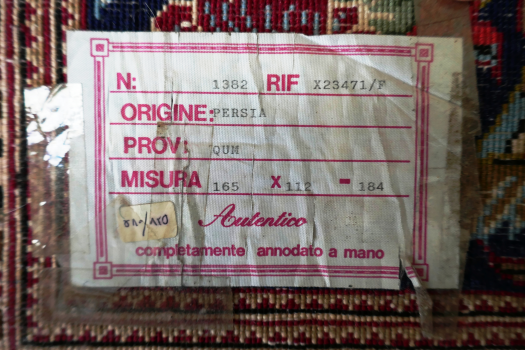 N: 1382 RIF X23471/F
ORIGINE: PERSIA
PROV: QUM
MISURA 165 X 112 - 184
Autentico
completamente annodato a mano